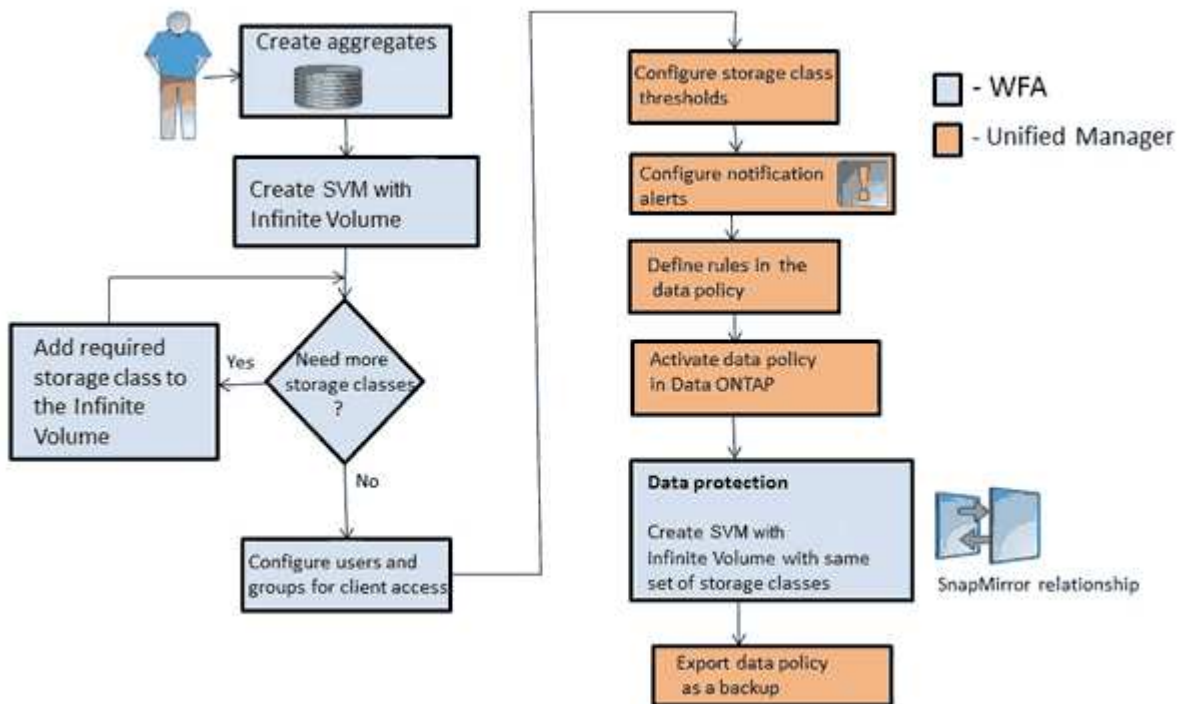 Create aggregates
Create SVM with
Infinite Volume
Add required
storage class to
the Infinite
Volume
Yes
Need more
storage classes
?
No
Configure users and
groups for client access
Configure storage class
thresholds
Configure notification
alerts
Define rules in the
data policy
Activate data policy
in Data ONTAP
Data protection
Create SVM with
Infinite Volume with same
set of storage classes
SnapMirror relationship
Export data policy
as a backup
- WFA
- Unified Manager